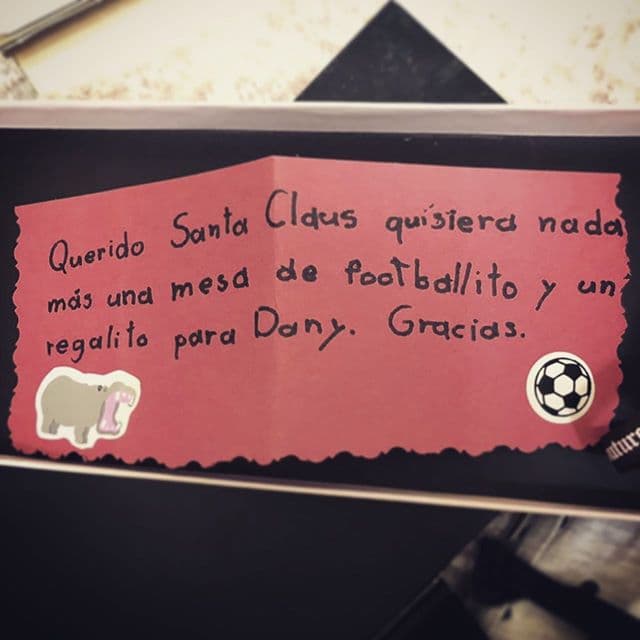 Querido Santa Claus quisiera nada
más una mesa de footballito y un
regalito para Dany. Gracias.